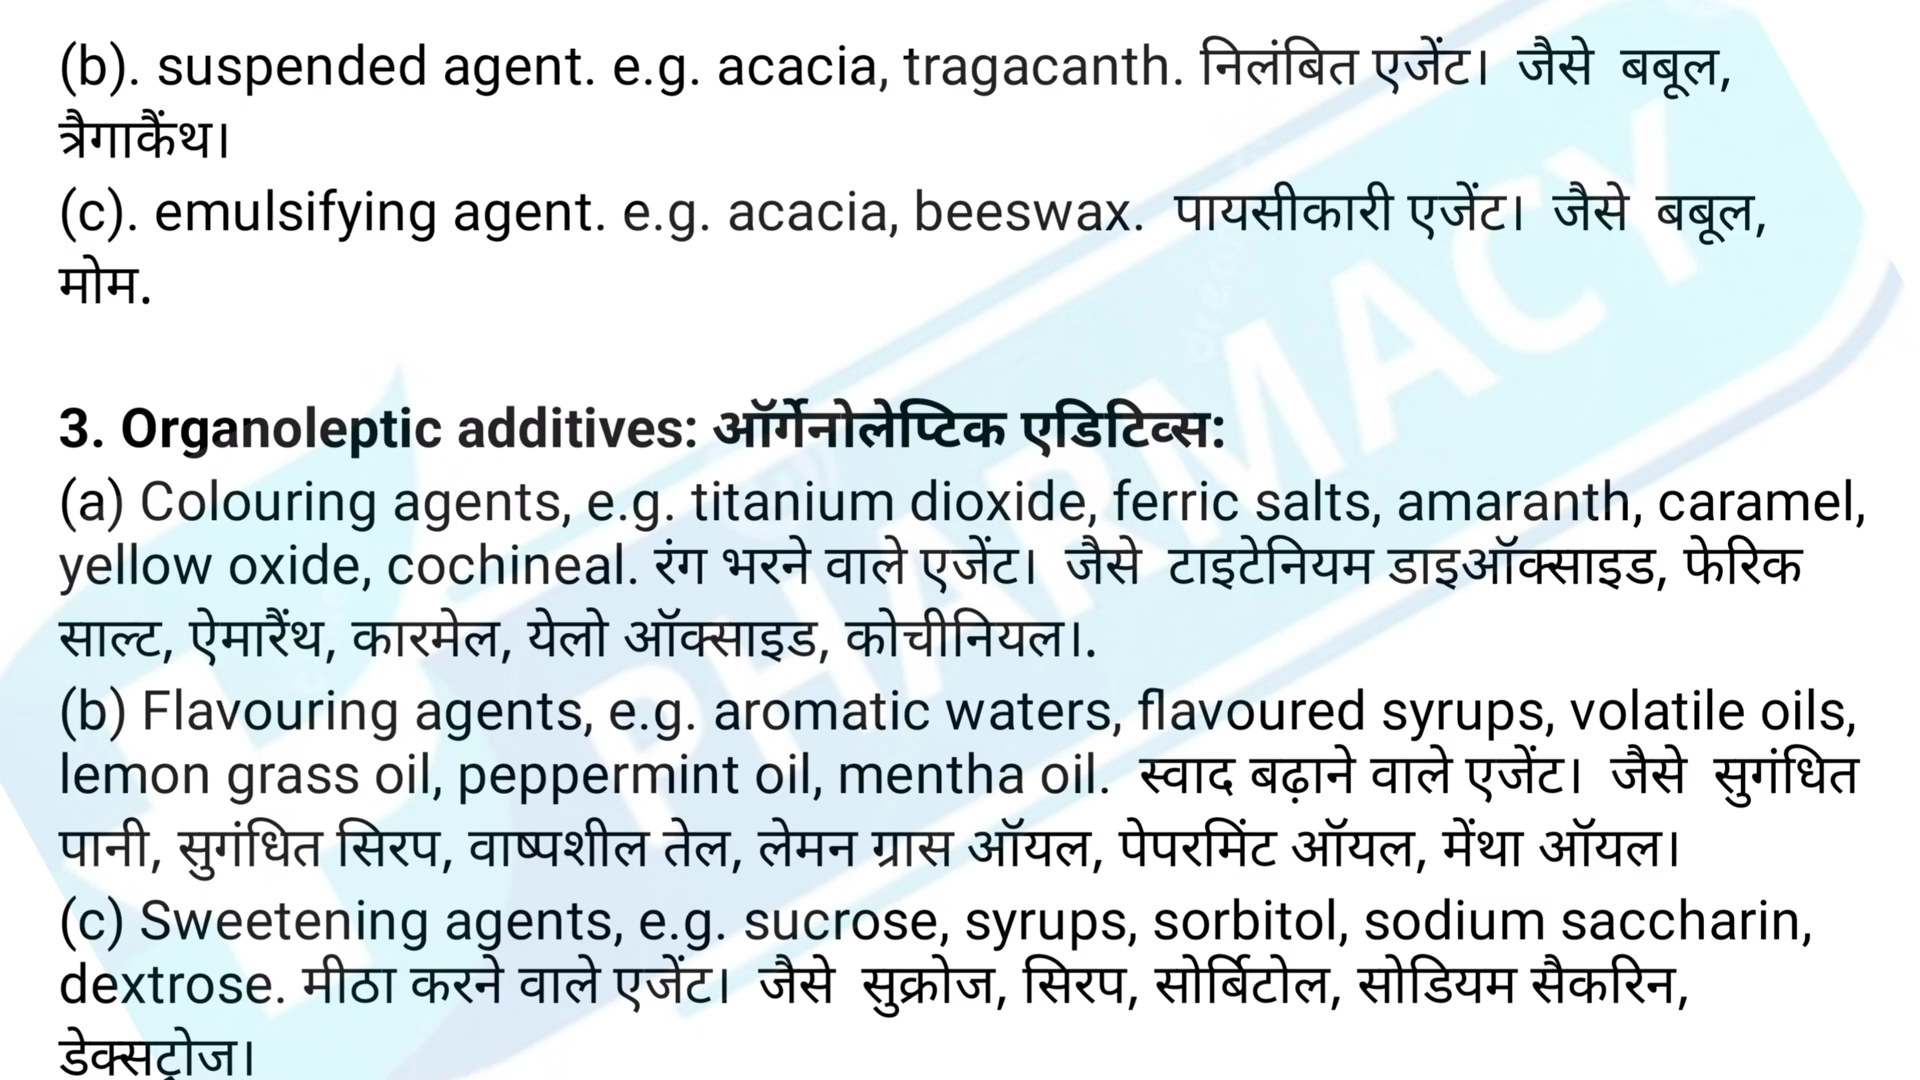 (b). suspended agent. e.g. acacia, tragacanth. निलंबित एजेंट।  जैसे  बबूल,
त्रैगाकैंथ।
(c). emulsifying agent. e.g. acacia, beeswax.  पायसीकारी एजेंट।  जैसे  बबूल,
मोम.
3. Organoleptic additives: ऑर्गेनोलेप्टिक एडिटिव्स:
(a) Colouring agents, e.g. titanium dioxide, ferric salts, amaranth, caramel,
yellow oxide, cochineal. रंग भरने वाले एजेंट।  जैसे  टाइटेनियम डाइऑक्साइड, फेरिक
साल्ट, ऐमारैंथ, कारमेल, येलो ऑक्साइड, कोचीनियल।.
(b) Flavouring agents, e.g. aromatic waters, flavoured syrups, volatile oils,
lemon grass oil, peppermint oil, mentha oil.  स्वाद बढ़ाने वाले एजेंट।  जैसे  सुगंधित
पानी, सुगंधित सिरप, वाष्पशील तेल, लेमन ग्रास ऑयल, पेपरमिंट ऑयल, मेंथा ऑयल।
(c) Sweetening agents, e.g. sucrose, syrups, sorbitol, sodium saccharin,
dextrose. मीठा करने वाले एजेंट।  जैसे  सुक्रोज, सिरप, सोर्बिटोल, सोडियम सैकरिन,
डेक्सट्रोज।
PHARMACY